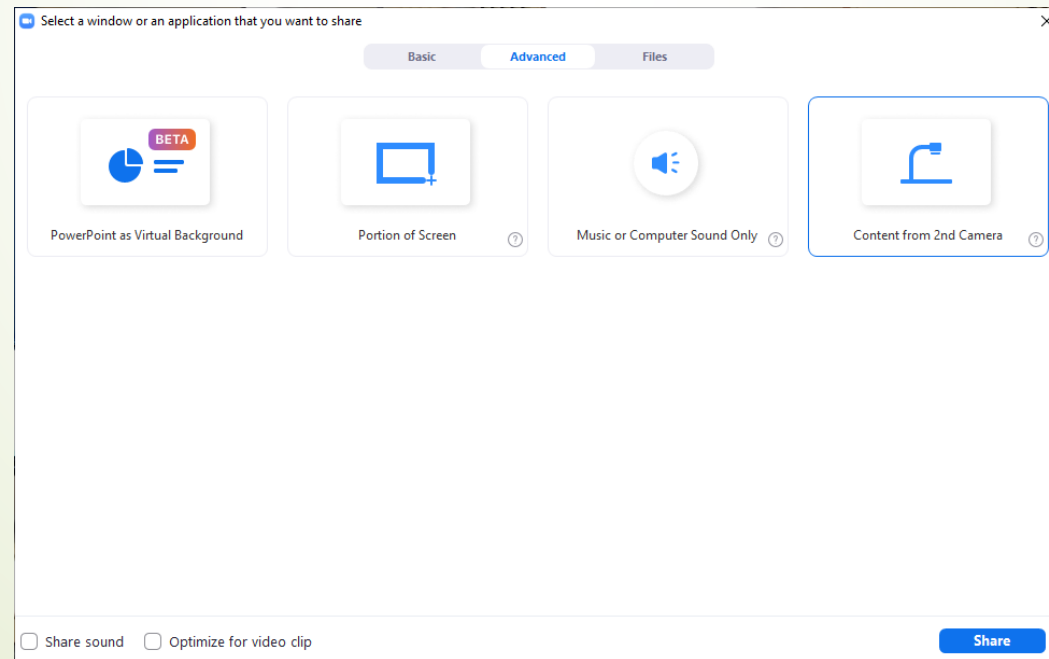 Select a window or an application that you want to share
Basic Advanced Files
BETA
PowerPoint as Virtual Background
Portion of Screen ?
Music or Computer Sound Only ?
Content from 2nd Camera ?
Share sound Optimize for video clip Share